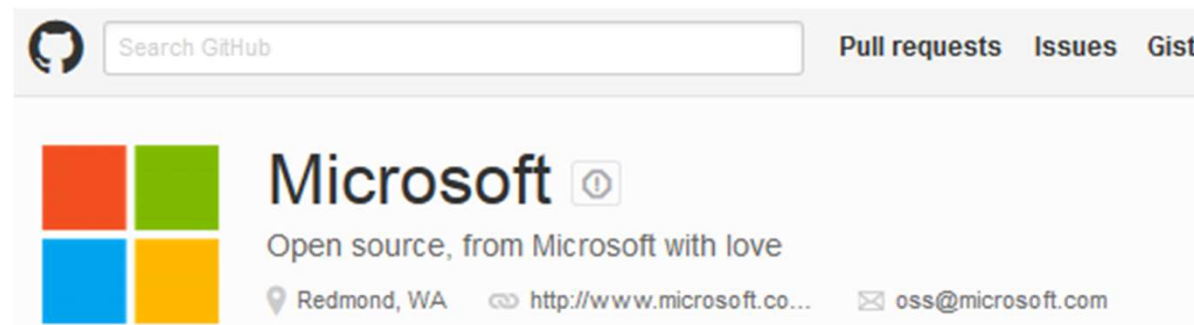 Search GitHub Pull requests Issues Gist
Microsoft
Open source, from Microsoft with love
Redmond, WA http://www.microsoft.co... oss@microsoft.com